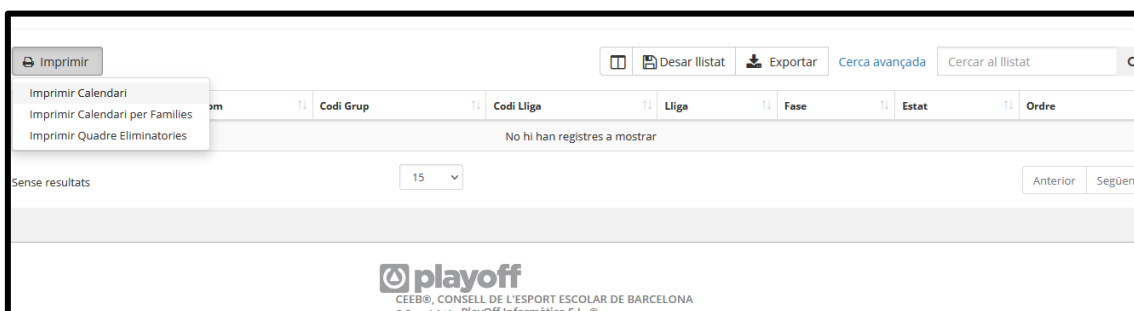 Imprimir Desar llistat Exportar Cerca avançada Cercar al llistat
Imprimir Calendari
Imprimir Calendari per Families
Imprimir Quadre Eliminatories
Codi Grup Codi Lliga Lliga Fase Estat Ordre
No hi han registres a mostrar
Sense resultats 15 Anterior
playoff
CEEB®, CONSELL DE L'ESPORT ESCOLAR DE BARCELONA
PlayOff Informàtica S.L. ®